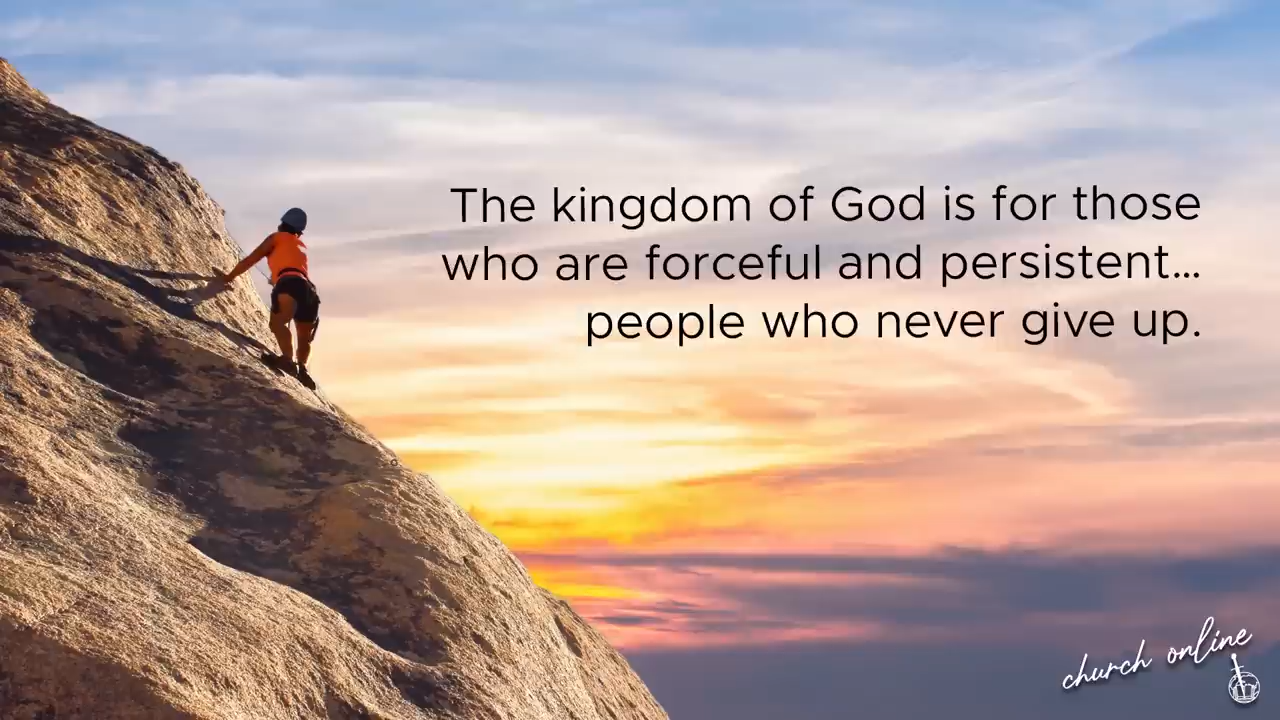 The kingdom of God is for those
who are forceful and persistent...
people who never give up.
church online